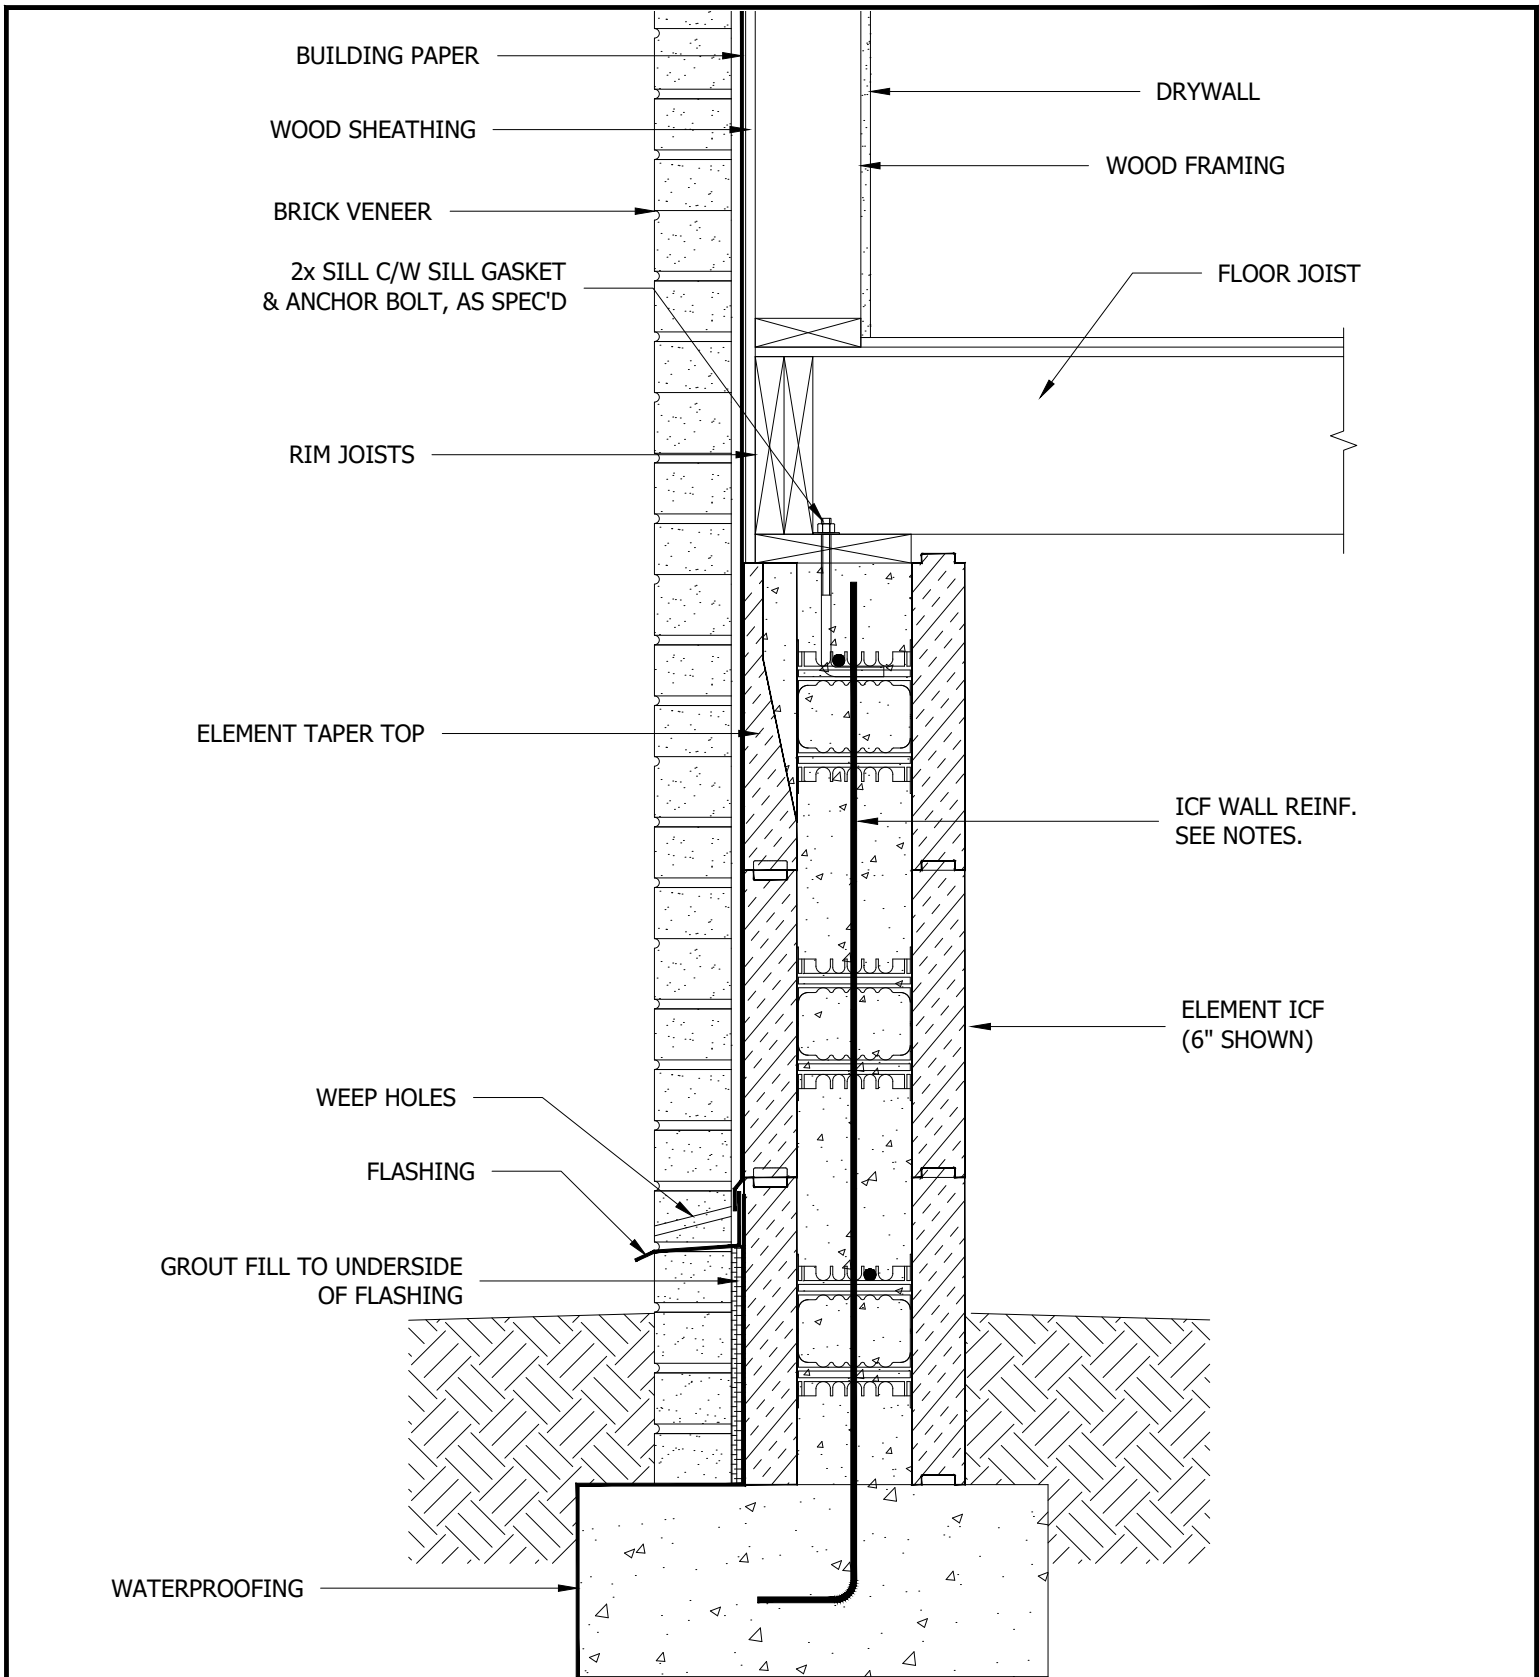 BUILDING PAPER
DRYWALL
WOOD SHEATHING
WOOD FRAMING
BRICK VENEER
2x SILL C/W SILL GASKET
& ANCHOR BOLT, AS SPEC'D
FLOOR JOIST
RIM JOISTS
ELEMENT TAPER TOP
ICF WALL REINF.
SEE NOTES.
ELEMENT ICF
(6" SHOWN)
WEEP HOLES
FLASHING
GROUT FILL TO UNDERSIDE
OF FLASHING
WATERPROOFING